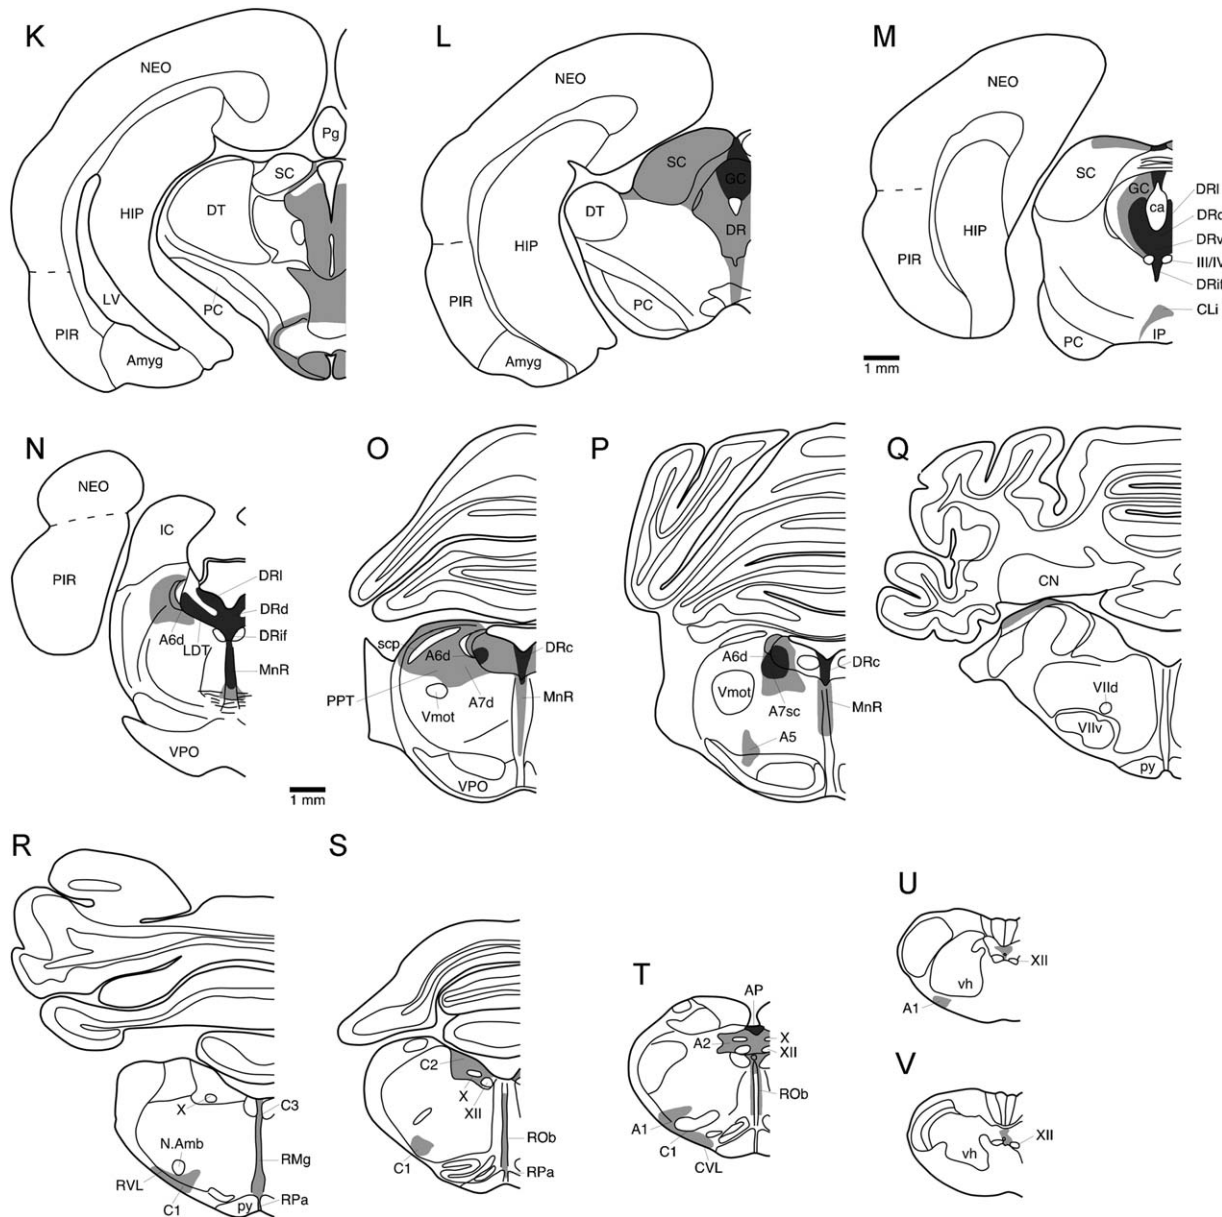 K
NEO
Pg
SC
DT
HIP
LV
PC
PIR
Amyg
L
NEO
SC
GC
DT
HIP
DR
PIR
PC
Amyg
M
NEO
SC
GC
ca
DRl
HIP
DRv
PIR
III/IV
DRif
CLi
PC
IP
1 mm
N
NEO
IC
PIR
DRl
DRd
A6d
LDT
DRif
MnR
VPO
O
scp
A6d
DRc
PPT
A7d
MnR
Vmot
VPO
1 mm
P
A6d
DRc
Vmot
A7sc
MnR
A5
Q
CN
VIId
VIIv
py
R
X
C3
N.Amb
RMg
RVL
C1
py
RPa
S
C2
X
XII
ROb
C1
RPa
T
AP
A2
X
XII
ROb
A1
C1
CVL
U
XII
vh
A1
V
XII
vh